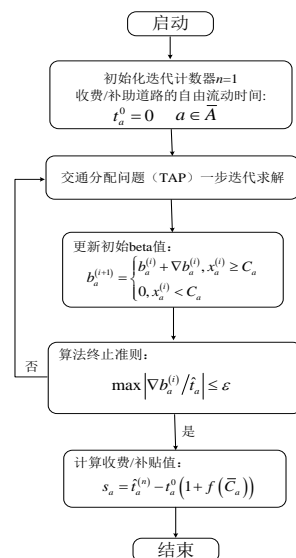 启动
初始化迭代计数器n=1
收费/补助道路的自由流动时间:
t_a^0 = 0   a ∈ A̅
交通分配问题（TAP）一步迭代求解
更新初始beta值：
b_a^{(i+1)} = { b_a^{(i)} + ∇b_a^{(i)}, x_a^{(i)} ≥ C_a
0, x_a^{(i)} < C_a
否
算法终止准则：
max |∇b_a^{(i)} / t̂_a| ≤ ε
是
计算收费/补贴值：
s_a = t̂_a^{(n)} − t_a^0 (1 + f(C̅_a))
结束